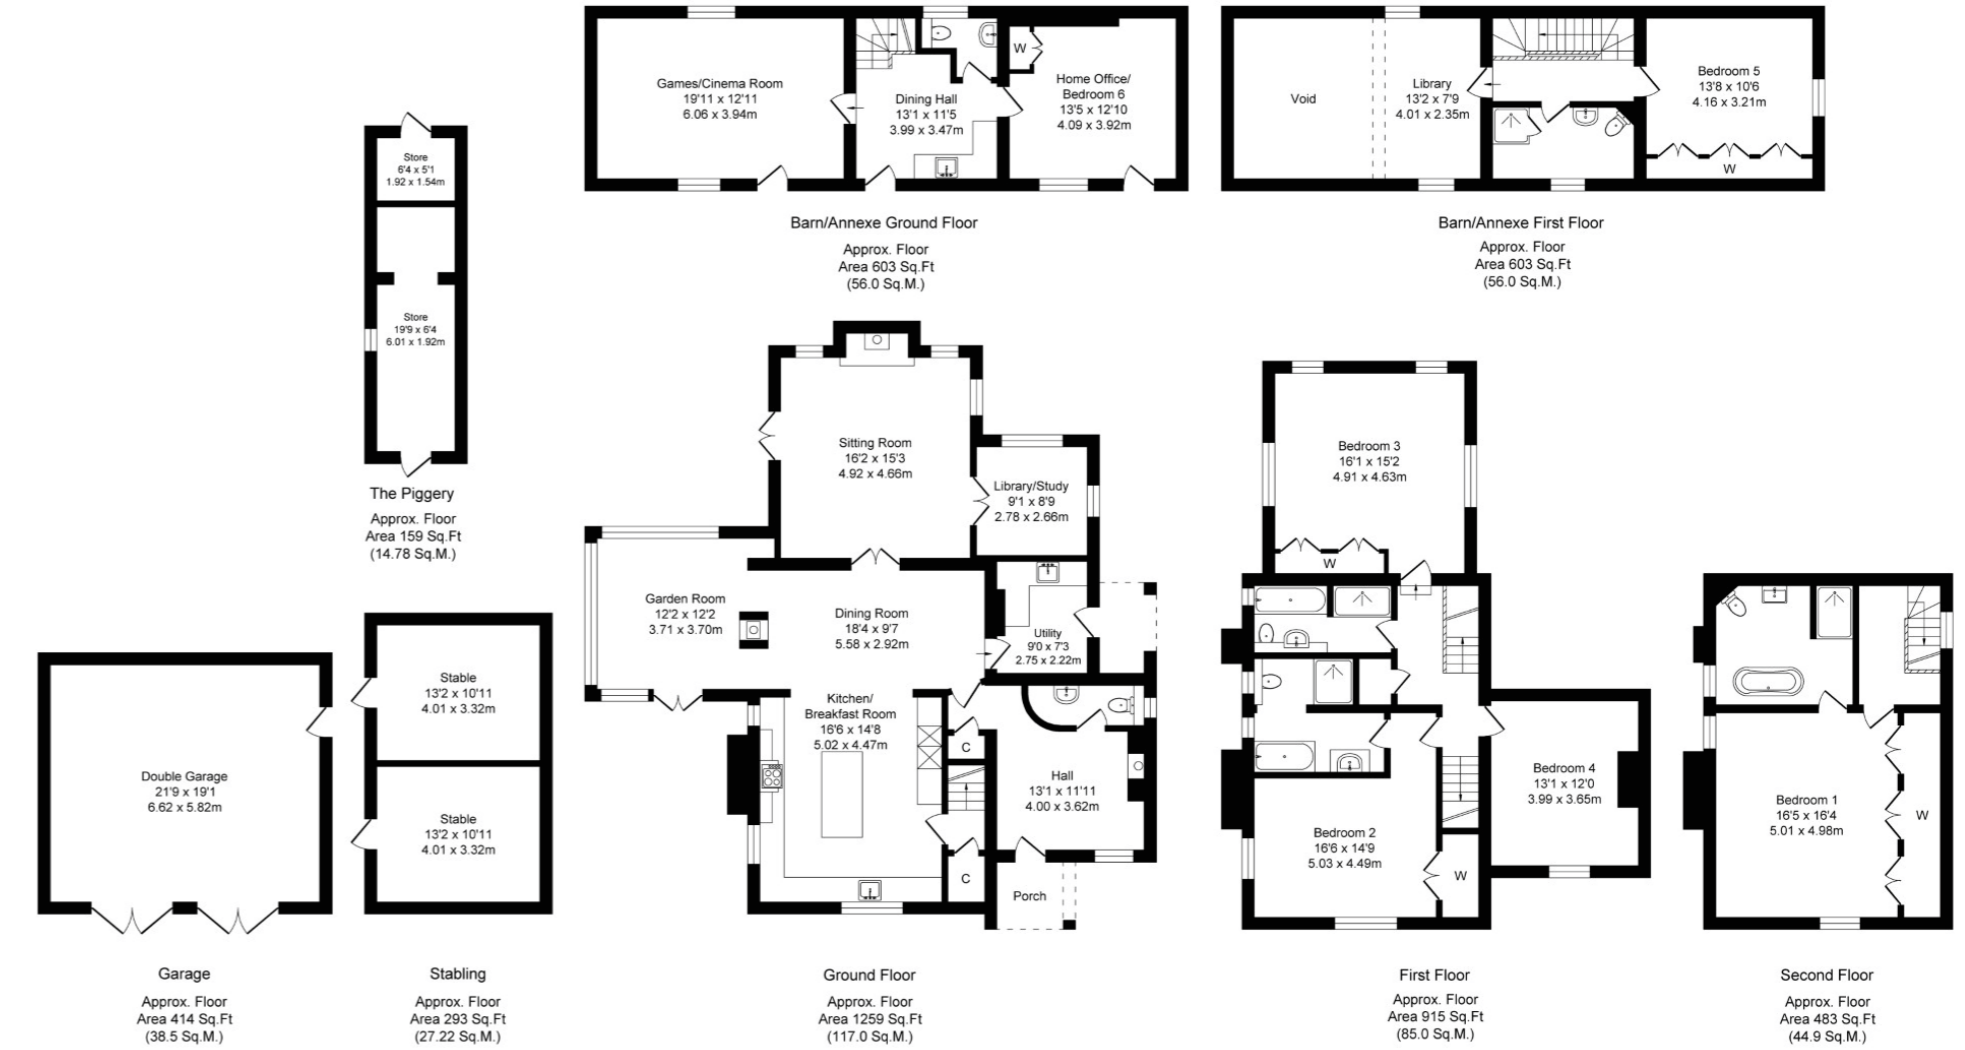 Games/Cinema Room
19'11 x 12'11
6.06 x 3.94m
Dining Hall
13'1 x 11'5
3.99 x 3.47m
W
Home Office/
Bedroom 6
13'5 x 12'10
4.09 x 3.92m
Barn/Annexe Ground Floor
Approx. Floor
Area 603 Sq.Ft
(56.0 Sq.M.)
Void
Library
13'2 x 7'9
4.01 x 2.35m
Bedroom 5
13'8 x 10'6
4.16 x 3.21m
W
Barn/Annexe First Floor
Approx. Floor
Area 603 Sq.Ft
(56.0 Sq.M.)
Store
6'4 x 5'1
1.92 x 1.54m
Store
19'9 x 6'4
6.01 x 1.92m
The Piggery
Approx. Floor
Area 159 Sq.Ft
(14.78 Sq.M.)
Double Garage
21'9 x 19'1
6.62 x 5.82m
Garage
Approx. Floor
Area 414 Sq.Ft
(38.5 Sq.M.)
Stable
13'2 x 10'11
4.01 x 3.32m
Stable
13'2 x 10'11
4.01 x 3.32m
Stabling
Approx. Floor
Area 293 Sq.Ft
(27.22 Sq.M.)
Sitting Room
16'2 x 15'3
4.92 x 4.66m
Library/Study
9'1 x 8'9
2.78 x 2.66m
Garden Room
12'2 x 12'2
3.71 x 3.70m
Dining Room
18'4 x 9'7
5.58 x 2.92m
Utility
9'0 x 7'3
2.75 x 2.22m
Kitchen/
Breakfast Room
16'6 x 14'8
5.02 x 4.47m
C
Hall
13'1 x 11'11
4.00 x 3.62m
C
Porch
Ground Floor
Approx. Floor
Area 1259 Sq.Ft
(117.0 Sq.M.)
Bedroom 3
16'1 x 15'2
4.91 x 4.63m
W
Bedroom 4
13'1 x 12'0
3.99 x 3.65m
Bedroom 2
16'6 x 14'9
5.03 x 4.49m
W
First Floor
Approx. Floor
Area 915 Sq.Ft
(85.0 Sq.M.)
Bedroom 1
16'5 x 16'4
5.01 x 4.98m
W
Second Floor
Approx. Floor
Area 483 Sq.Ft
(44.9 Sq.M.)